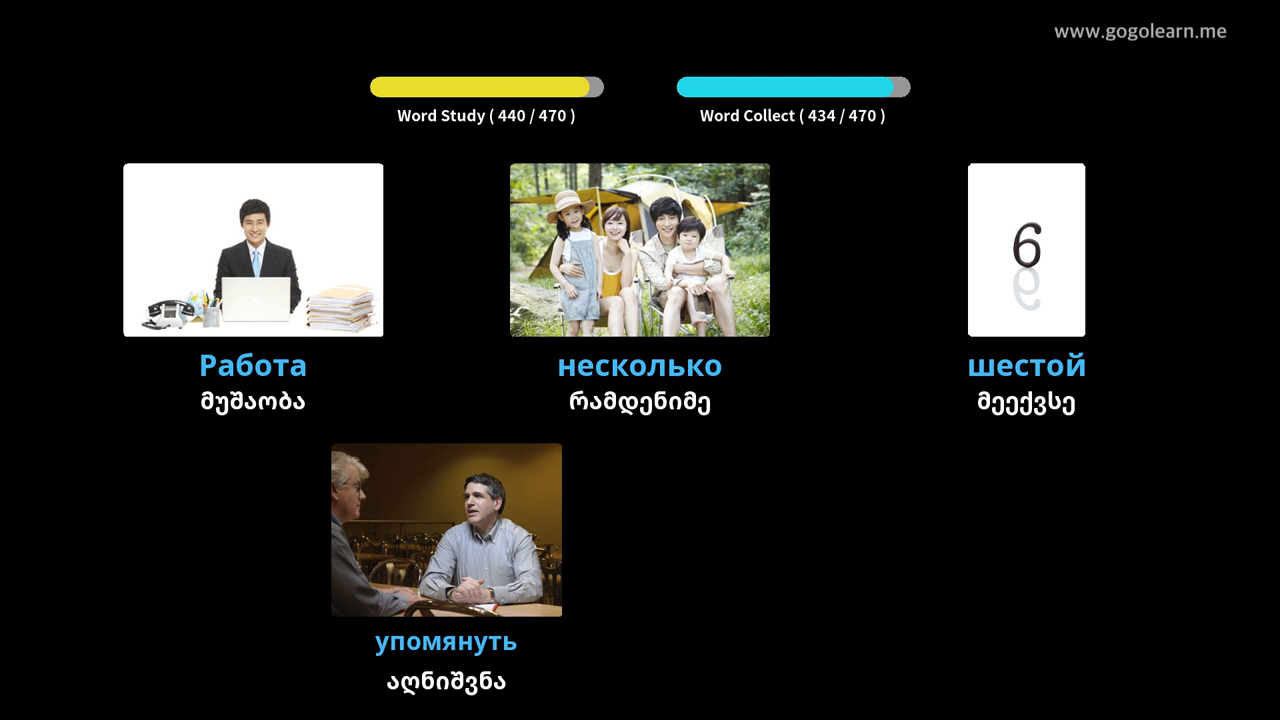 www.gogolearn.me
Word Study ( 440 / 470 )
Word Collect ( 434 / 470 )
6
Работа
несколько
шестой
მუშაობა
რამდენიმე
მეექვსე
упомянуть
აღნიშვნა